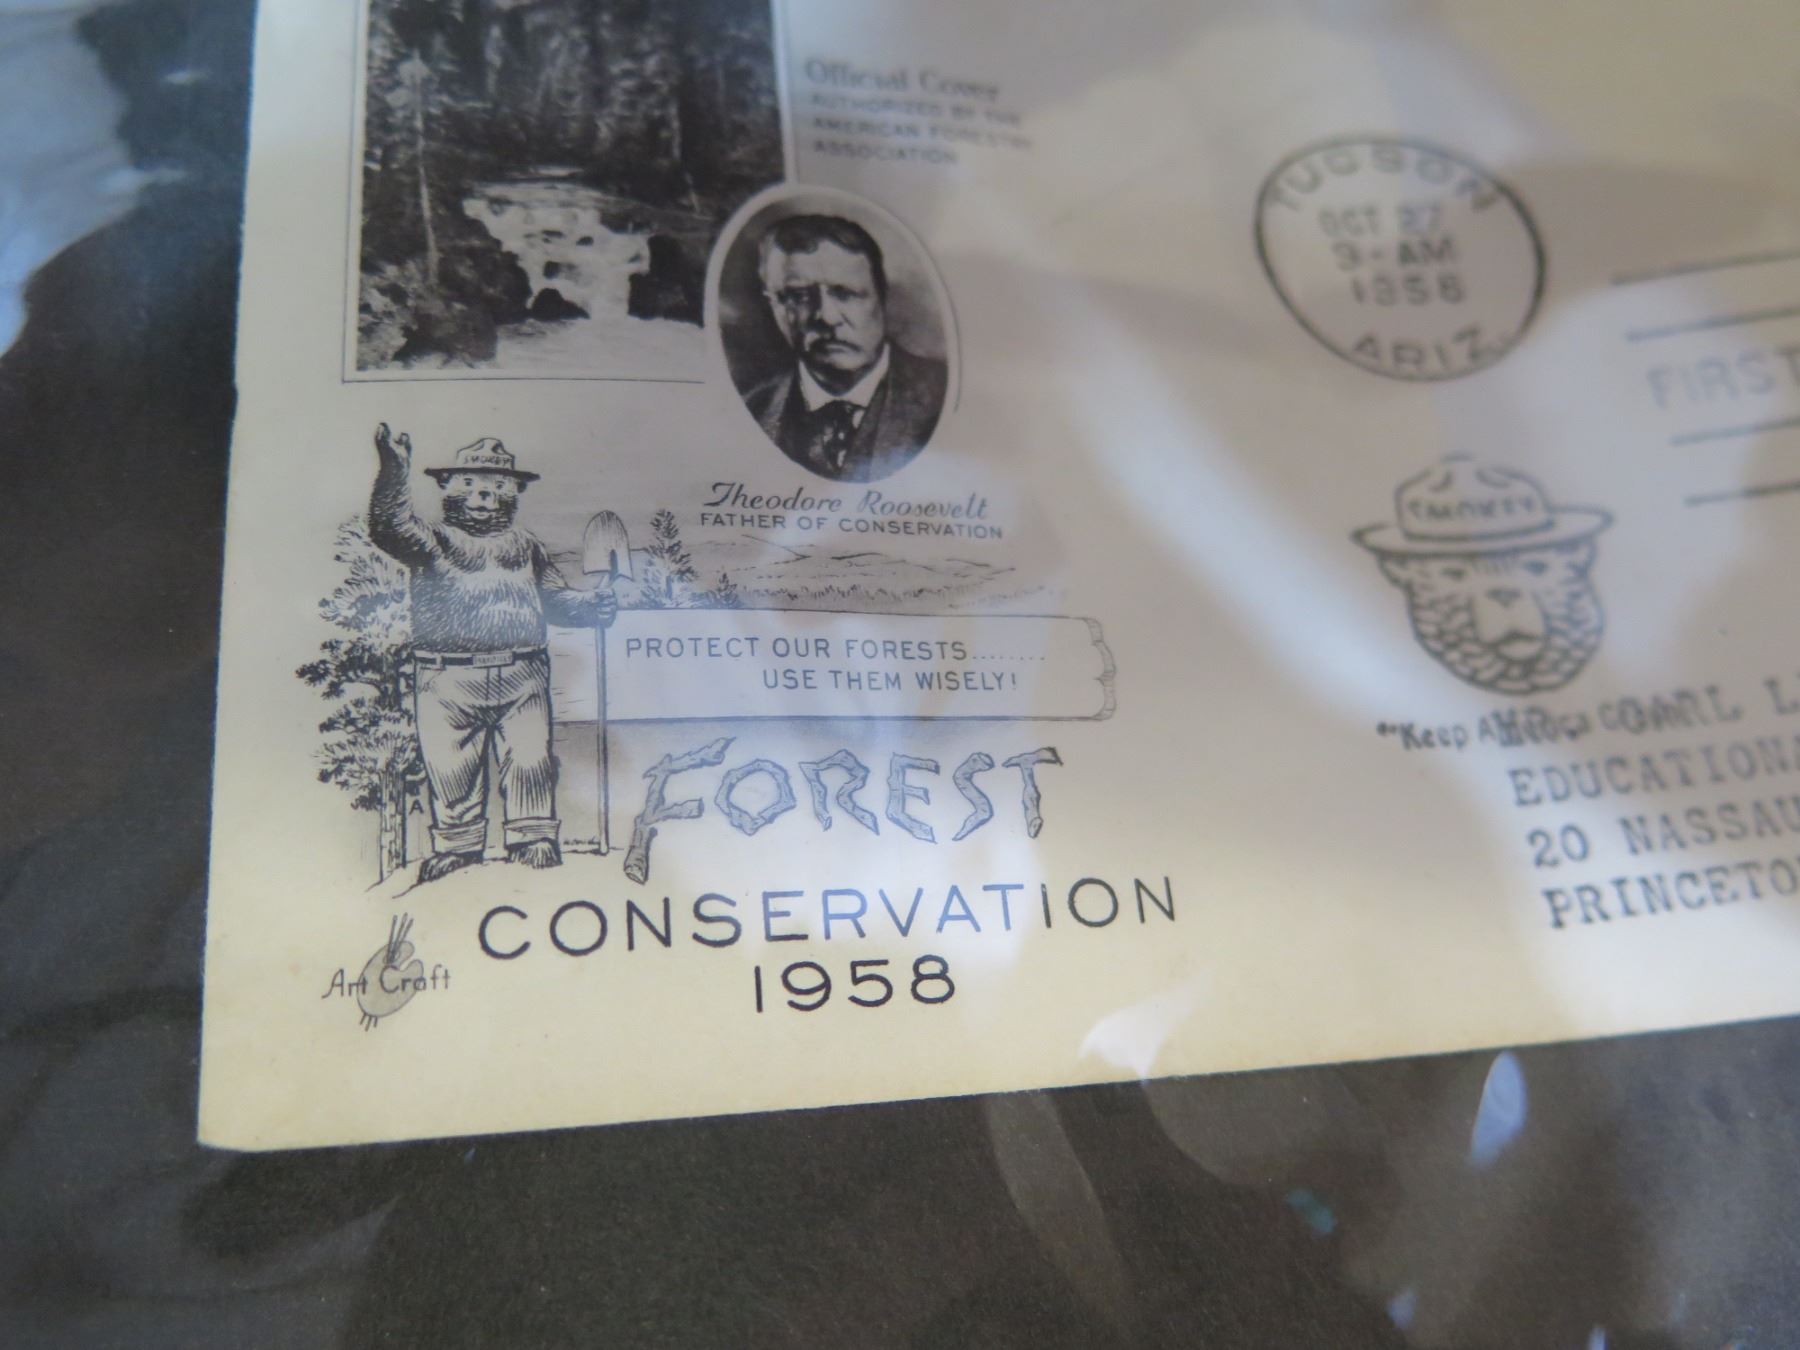 Official Cover
AUTHORIZED BY THE
AMERICAN FORESTRY
ASSOCIATION
TUCSON
OCT 27
9-AM
1958
ARIZ.
FIRST
SMOKEY
Theodore Roosevelt
FATHER OF CONSERVATION
SMOKEY
PROTECT OUR FORESTS........
USE THEM WISELY!
"Keep
CARL L
EDUCATIONA
20 NASSAU
PRINCETO
FOREST
CONSERVATION
1958
Art Craft